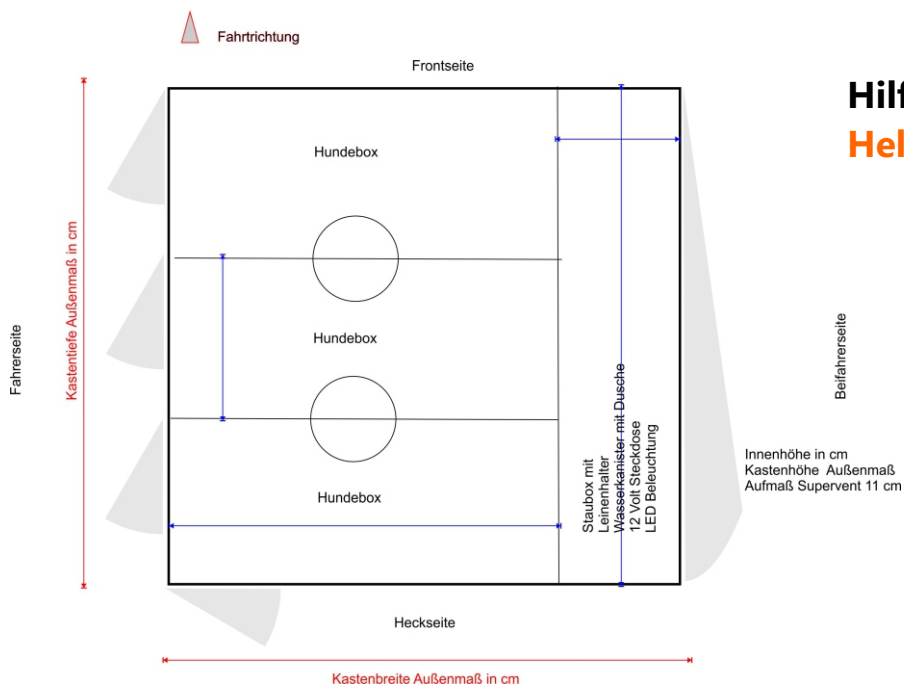 Fahrtrichtung
Frontseite
Hilf
Hel
Hundebox
Kastentiefe Außenmaß in cm
Fahrerseite
Hundebox
Beifahrerseite
Staubox mit
Leinenhalter
Wasserkanister mit Dusche
12 Volt Steckdose
LED Beleuchtung
Innenhöhe in cm
Kastenhöhe Außenmaß
Aufmaß Supervent 11 cm
Hundebox
Heckseite
Kastenbreite Außenmaß in cm